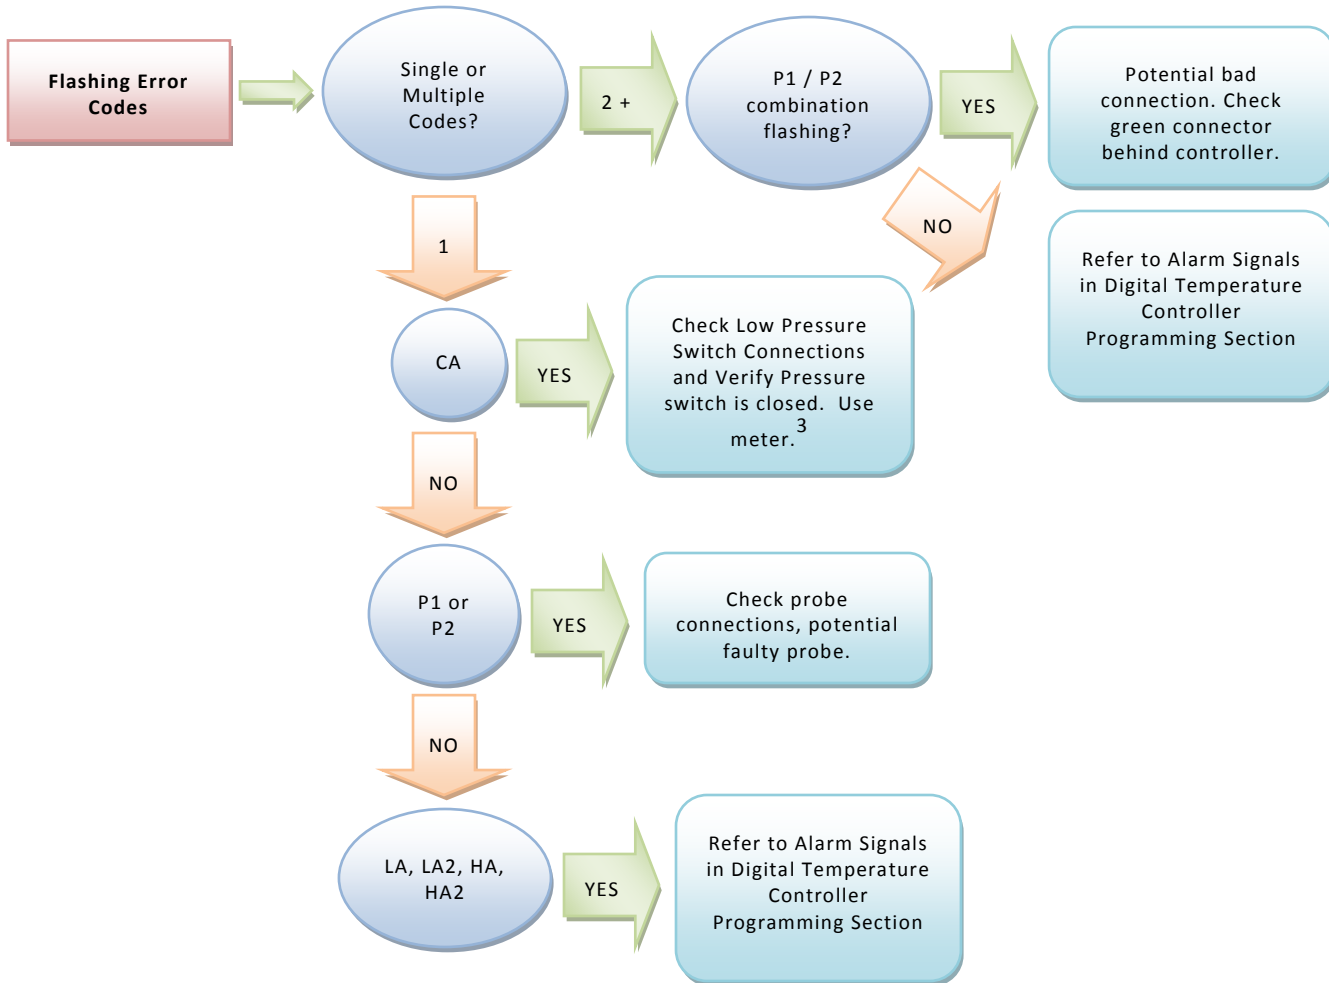 Flashing Error
Codes
Single or
Multiple
Codes?
2 +
P1 / P2
combination
flashing?
YES
Potential bad
connection. Check
green connector
behind controller.
NO
Refer to Alarm Signals
in Digital Temperature
Controller
Programming Section
1
CA
YES
Check Low Pressure
Switch Connections
and Verify Pressure
switch is closed. Use
meter.3
NO
P1 or
P2
YES
Check probe
connections, potential
faulty probe.
NO
LA, LA2, HA,
HA2
YES
Refer to Alarm Signals
in Digital Temperature
Controller
Programming Section